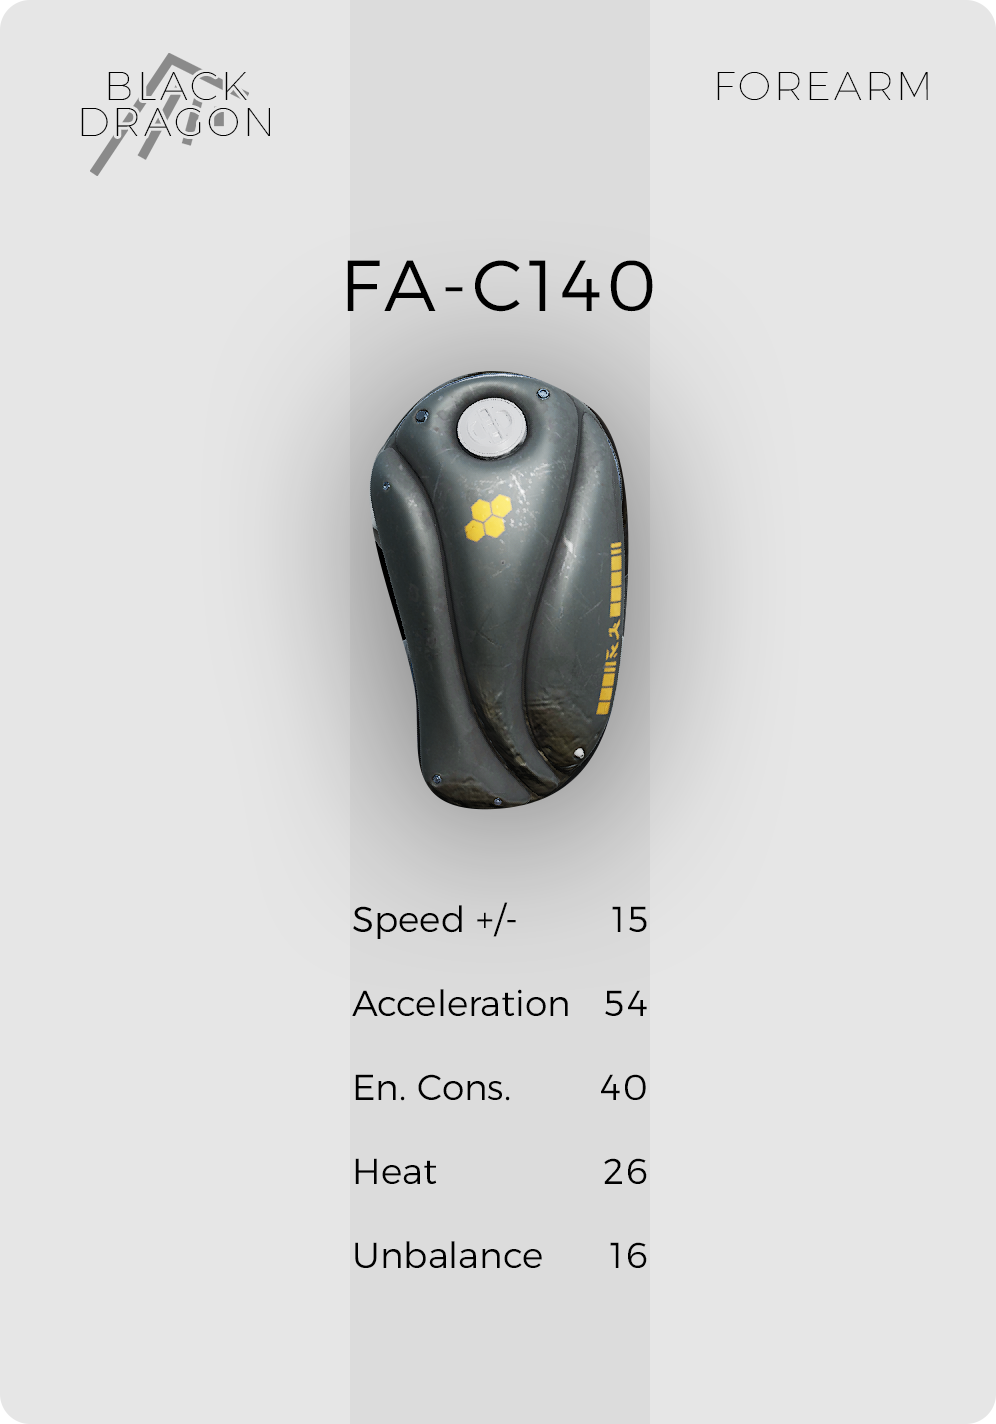 BLACK
DRAGON
FOREARM
FA-C140
Speed +/- 15
Acceleration 54
En. Cons. 40
Heat 26
Unbalance 16